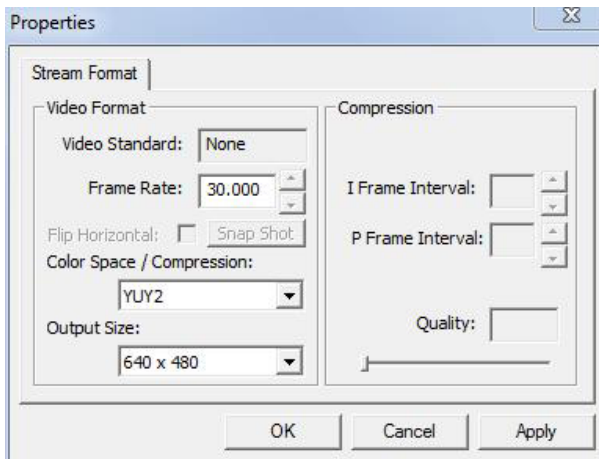 Properties
Stream Format
Video Format
Video Standard: None
Frame Rate: 30.000
Flip Horizontal: Snap Shot
Color Space / Compression:
YUY2
Output Size:
640 x 480
Compression
I Frame Interval:
P Frame Interval:
Quality:
OK Cancel Apply